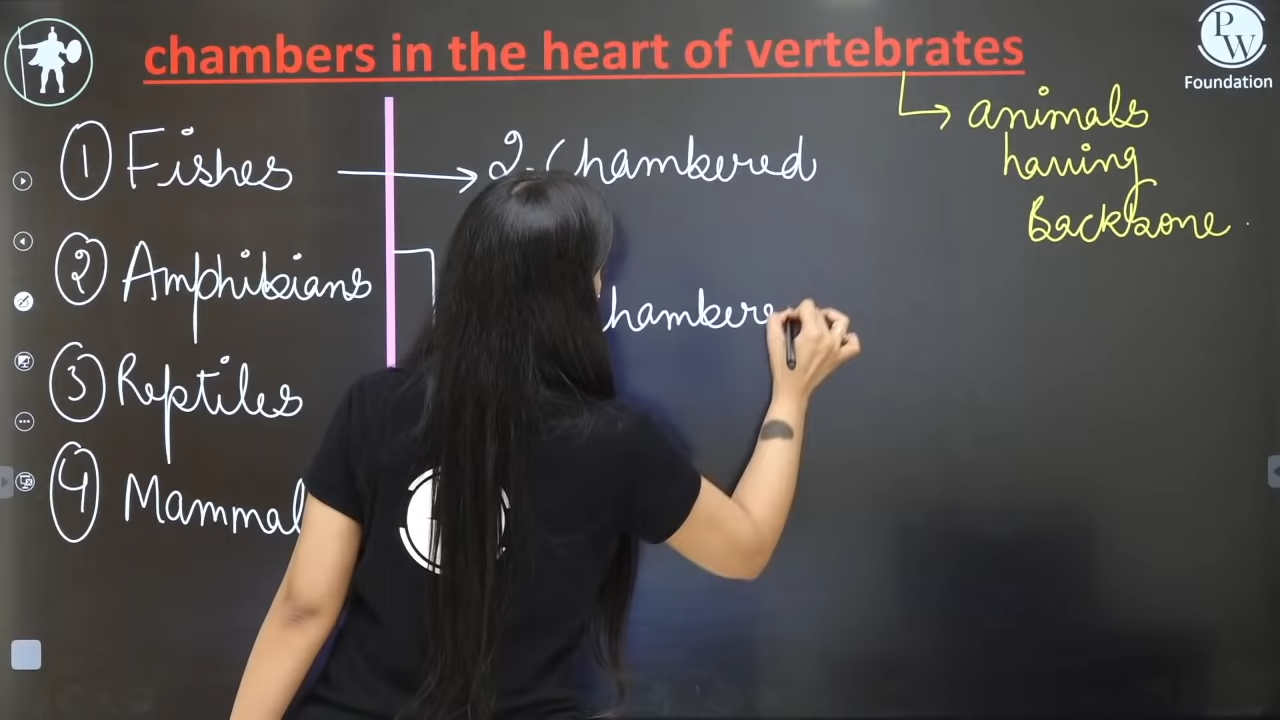 chambers in the heart of vertebrates
PW
Foundation
→ animals
having
Backbone
① Fishes → 2-Chambered
② Amphibians
hambere
③ Reptiles
④ Mammal